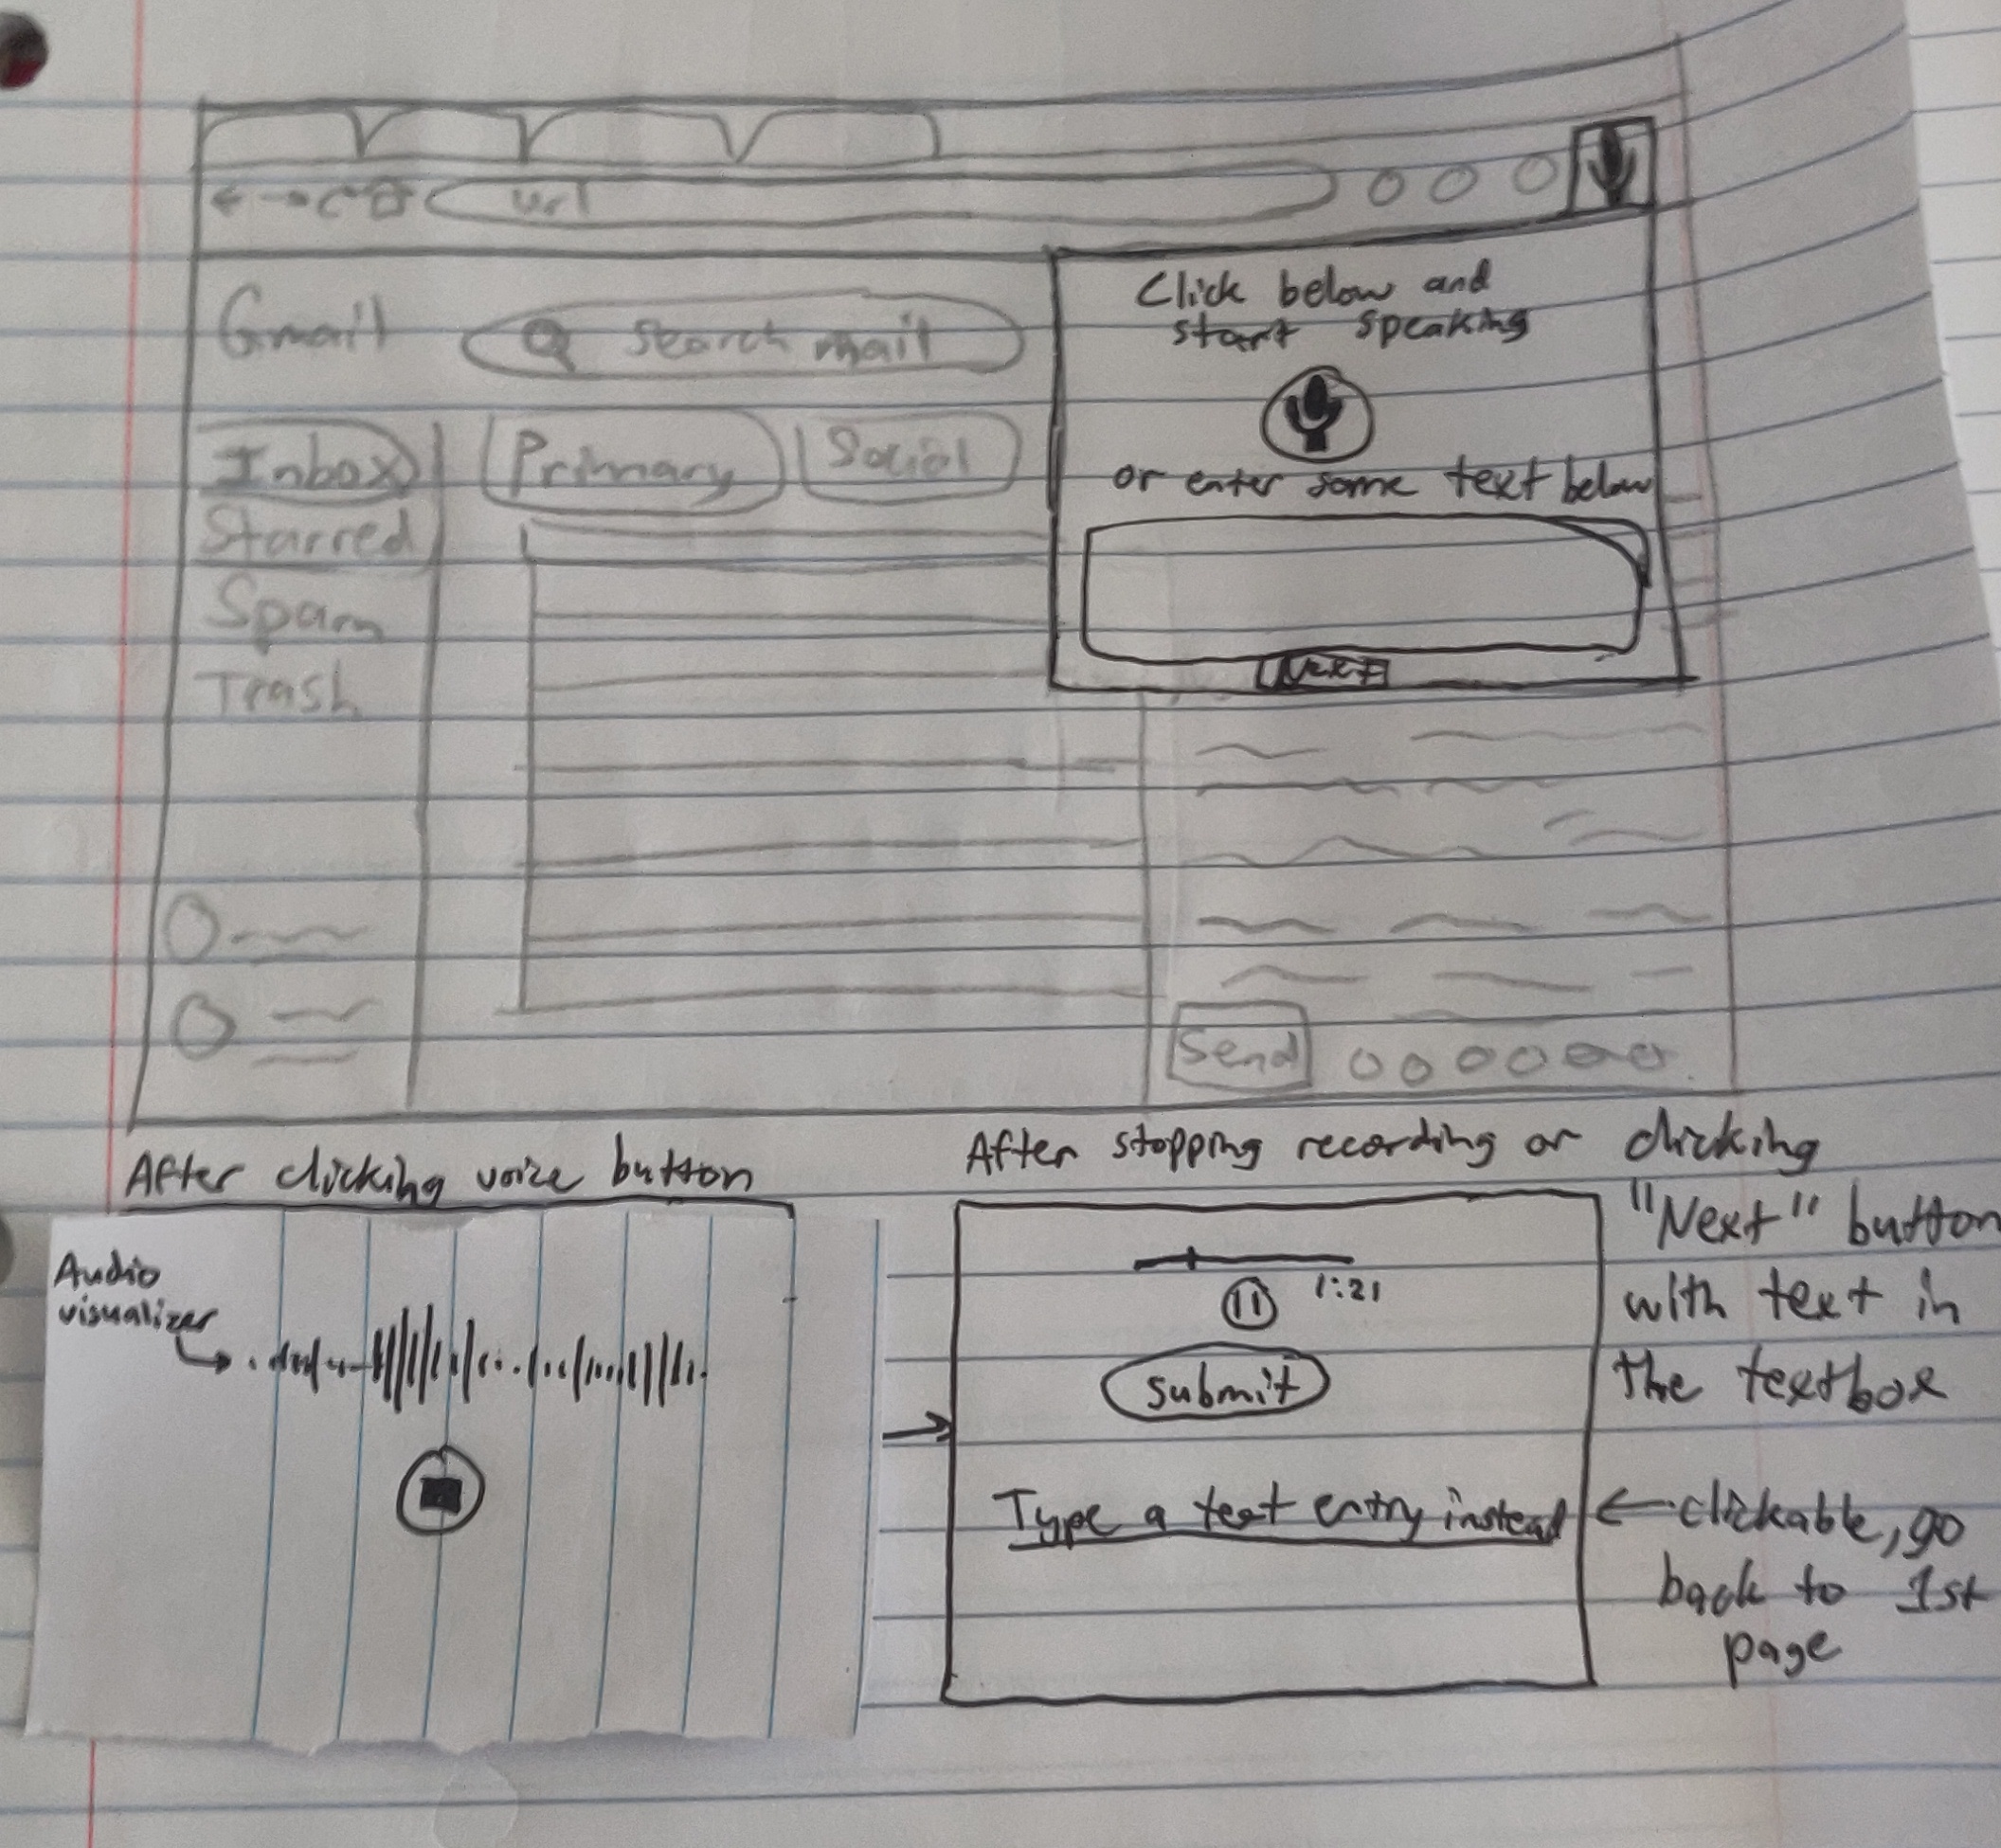 url
Gmail
Search mail
Inbox
Primary
Social
Starred
Spam
Trash
Send
Click below and
start speaking
or enter some text below
Next
After clicking voice button
Audio
visualizer
After stopping recording or clicking
"Next" button
with text in
the textbox
1:21
submit
Type a text entry instead
clickable, go
back to 1st
page